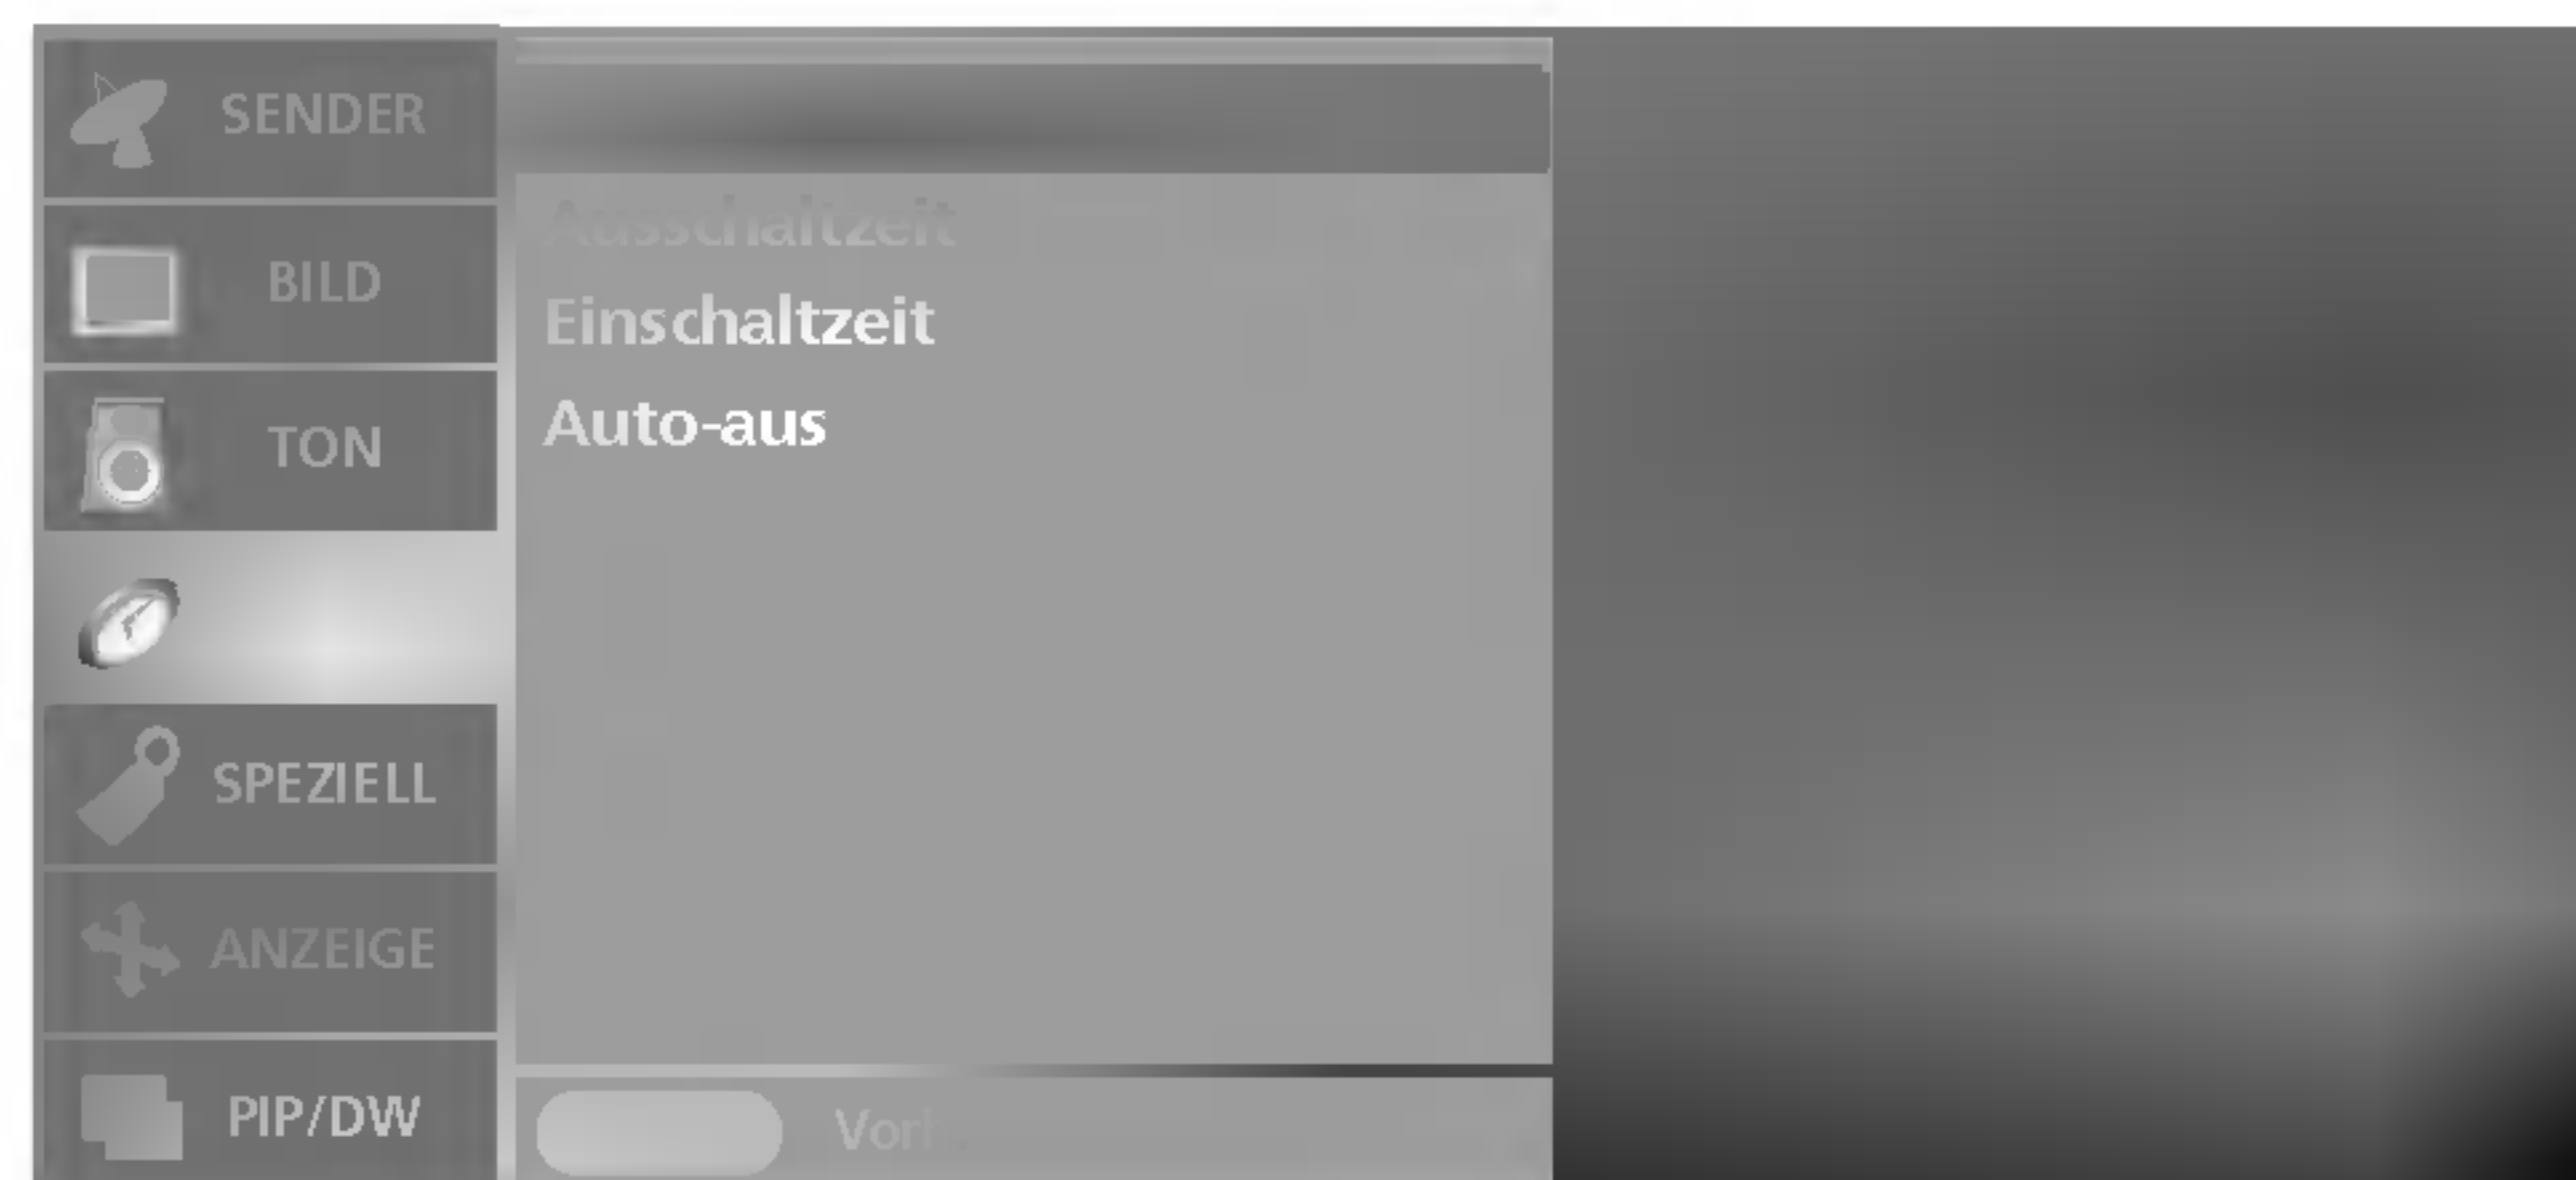 SENDER
BILD
TON
SPEZIELL
ANZEIGE
PIP/DW
Ausschaltzeit
Einschaltzeit
Auto-aus